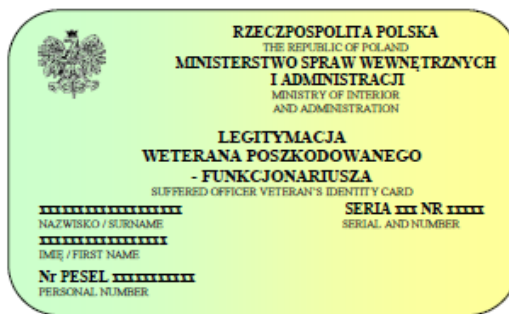 RZECZPOSPOLITA POLSKA
THE REPUBLIC OF POLAND
MINISTERSTWO SPRAW WEWNĘTRZNYCH
I ADMINISTRACJI
MINISTRY OF INTERIOR
AND ADMINISTRATION
LEGITYMACJA
WETERANA POSZKODOWANEGO
- FUNKCJONARIUSZA
SUFFERED OFFICER VETERAN'S IDENTITY CARD
xxxxxxxxxxxxxxxxxx SERIA xxx NR xxxxx
NAZWISKO / SURNAME SERIAL AND NUMBER
xxxxxxxxxxxxxxxx
IMIĘ / FIRST NAME
Nr PESEL xxxxxxxxxxx
PERSONAL NUMBER